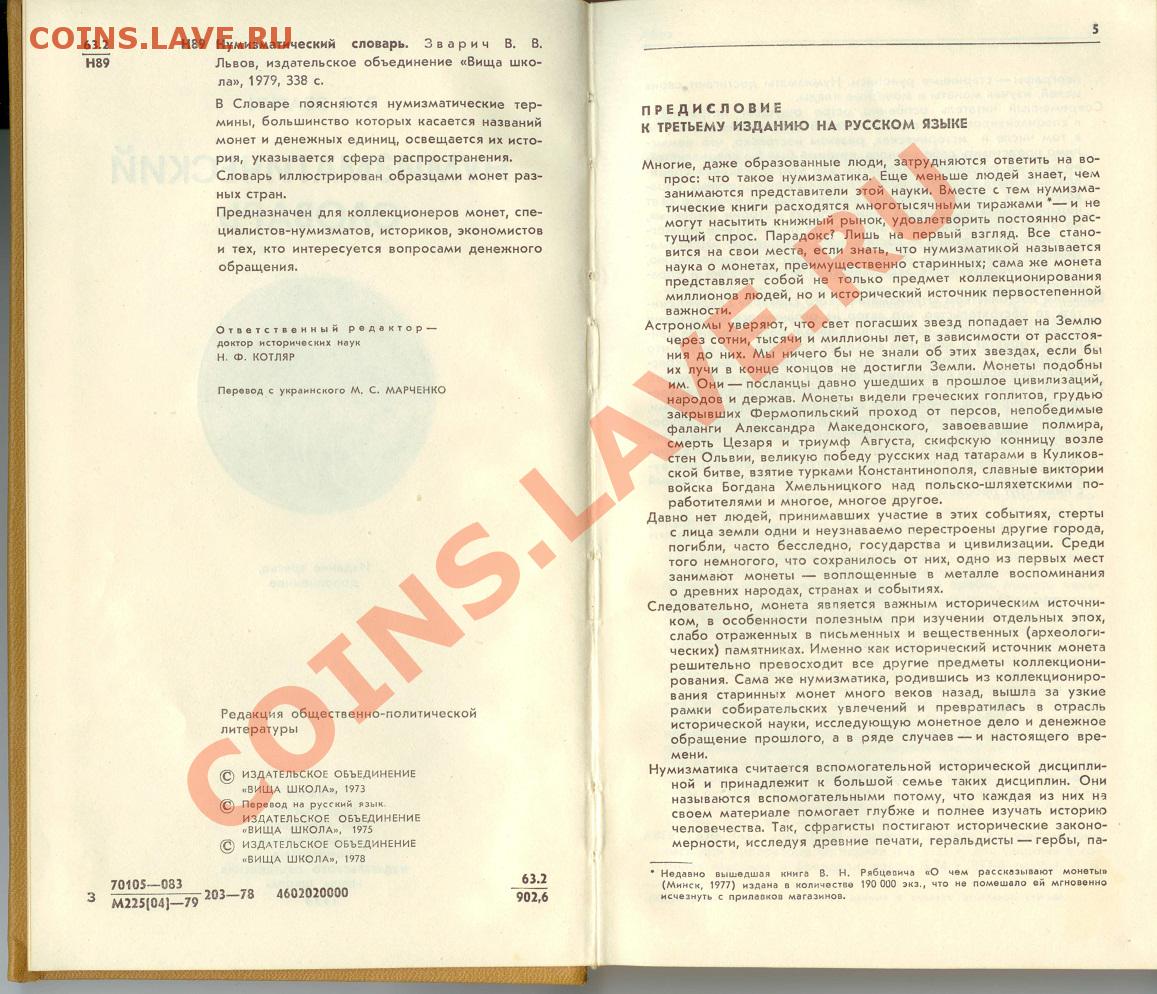 COINS.LAVE.RU
63.2
Н89
Н89 Нумизматический словарь. Зварич В. В.
Львов, издательское объединение «Вища шко-
ла», 1979, 338 с.
В Словаре поясняются нумизматические тер-
мины, большинство которых касается названий
монет и денежных единиц, освещается их исто-
рия, указывается сфера распространения.
Словарь иллюстрирован образцами монет раз-
ных стран.
Предназначен для коллекционеров монет, спе-
циалистов-нумизматов, историков, экономистов
и тех, кто интересуется вопросами денежного
обращения.
Ответственный редактор —
доктор исторических наук
Н. Ф. КОТЛЯР
Перевод с украинского М. С. МАРЧЕНКО
Редакция общественно-политической
литературы
© ИЗДАТЕЛЬСКОЕ ОБЪЕДИНЕНИЕ
«ВИЩА ШКОЛА», 1973
© Перевод на русский язык.
ИЗДАТЕЛЬСКОЕ ОБЪЕДИНЕНИЕ
«ВИЩА ШКОЛА», 1975
© ИЗДАТЕЛЬСКОЕ ОБЪЕДИНЕНИЕ
«ВИЩА ШКОЛА», 1978
З 70105—083
М225(04)—79 203—78 4602020000
63.2
902,6
5
ПРЕДИСЛОВИЕ
К ТРЕТЬЕМУ ИЗДАНИЮ НА РУССКОМ ЯЗЫКЕ
Многие, даже образованные люди, затрудняются ответить на во-
прос: что такое нумизматика. Еще меньше людей знает, чем
занимаются представители этой науки. Вместе с тем нумизма-
тические книги расходятся многотысячными тиражами * — и не
могут насытить книжный рынок, удовлетворить постоянно рас-
тущий спрос. Парадокс? Лишь на первый взгляд. Все стано-
вится на свои места, если знать, что нумизматикой называется
наука о монетах, преимущественно старинных; сама же монета
представляет собой не только предмет коллекционирования
миллионов людей, но и исторический источник первостепенной
важности.
Астрономы уверяют, что свет погасших звезд попадает на Землю
через сотни, тысячи и миллионы лет, в зависимости от расстоя-
ния до них. Мы ничего бы не знали об этих звездах, если бы
их лучи в конце концов не достигли Земли. Монеты подобны
им. Они — посланцы давно ушедших в прошлое цивилизаций,
народов и держав. Монеты видели греческих гоплитов, грудью
закрывших Фермопильский проход от персов, непобедимые
фаланги Александра Македонского, завоевавшие полмира,
смерть Цезаря и триумф Августа, скифскую конницу возле
стен Ольвии, великую победу русских над татарами в Куликов-
ской битве, взятие турками Константинополя, славные виктории
войска Богдана Хмельницкого над польско-шляхетскими по-
работителями и многое, многое другое.
Давно нет людей, принимавших участие в этих событиях, стерты
с лица земли одни и неузнаваемо перестроены другие города,
погибли, часто бесследно, государства и цивилизации. Среди
того немногого, что сохранилось от них, одно из первых мест
занимают монеты — воплощенные в металле воспоминания
о древних народах, странах и событиях.
Следовательно, монета является важным историческим источни-
ком, в особенности полезным при изучении отдельных эпох,
слабо отраженных в письменных и вещественных (археологи-
ческих) памятниках. Именно как исторический источник монета
решительно превосходит все другие предметы коллекциони-
рования. Сама же нумизматика, родившись из коллекциониро-
вания старинных монет много веков назад, вышла за узкие
рамки собирательских увлечений и превратилась в отрасль
исторической науки, исследующую монетное дело и денежное
обращение прошлого, а в ряде случаев — и настоящего вре-
мени.
Нумизматика считается вспомогательной исторической дисципли-
ной и принадлежит к большой семье таких дисциплин. Они
называются вспомогательными потому, что каждая из них на
своем материале помогает глубже и полнее изучать историю
человечества. Так, сфрагисты постигают исторические законо-
мерности, исследуя древние печати, геральдисты — гербы, па-
* Недавно вышедшая книга В. Н. Рябцевича «О чем рассказывают монеты»
(Минск, 1977) издана в количестве 190 000 экз., что не помешало ей мгновенно
исчезнуть с прилавков магазинов.
COINS.LAVE.RU